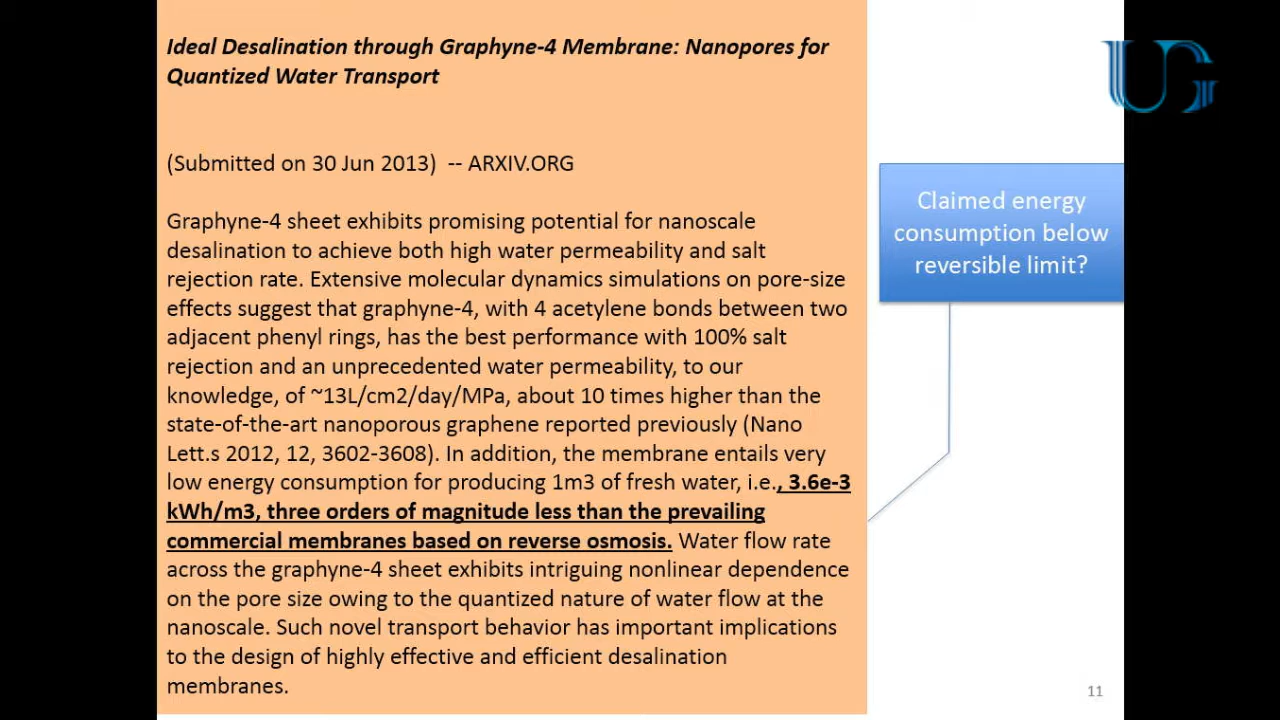 Ideal Desalination through Graphyne-4 Membrane: Nanopores for
Quantized Water Transport
(Submitted on 30 Jun 2013)  -- ARXIV.ORG
Graphyne-4 sheet exhibits promising potential for nanoscale
desalination to achieve both high water permeability and salt
rejection rate. Extensive molecular dynamics simulations on pore-size
effects suggest that graphyne-4, with 4 acetylene bonds between two
adjacent phenyl rings, has the best performance with 100% salt
rejection and an unprecedented water permeability, to our
knowledge, of ~13L/cm2/day/MPa, about 10 times higher than the
state-of-the-art nanoporous graphene reported previously (Nano
Lett.s 2012, 12, 3602-3608). In addition, the membrane entails very
low energy consumption for producing 1m3 of fresh water, i.e., 3.6e-3
kWh/m3, three orders of magnitude less than the prevailing
commercial membranes based on reverse osmosis. Water flow rate
across the graphyne-4 sheet exhibits intriguing nonlinear dependence
on the pore size owing to the quantized nature of water flow at the
nanoscale. Such novel transport behavior has important implications
to the design of highly effective and efficient desalination
membranes.
UG
Claimed energy
consumption below
reversible limit?
11